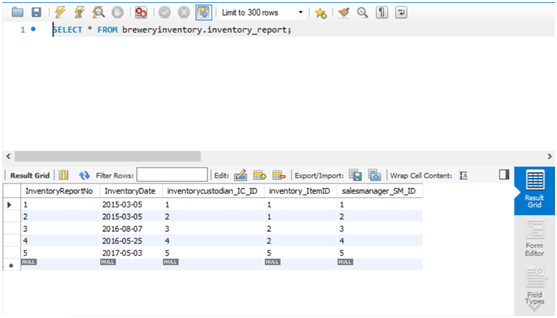 Limit to 300 rows
1 SELECT * FROM breweryinventory.inventory_report;
Result Grid Filter Rows: Edit: Export/Import: Wrap Cell Content:
InventoryReportNo InventoryDate inventorycustodian_IC_ID inventory_ItemID salesmanager_SM_ID
1 2015-03-05 1 1 1
2 2015-03-05 2 1 2
3 2016-08-07 3 2 3
4 2016-05-25 4 2 4
5 2017-05-03 5 5 5
NULL NULL NULL NULL NULL
Result
Grid
Form
Editor
Field
Types